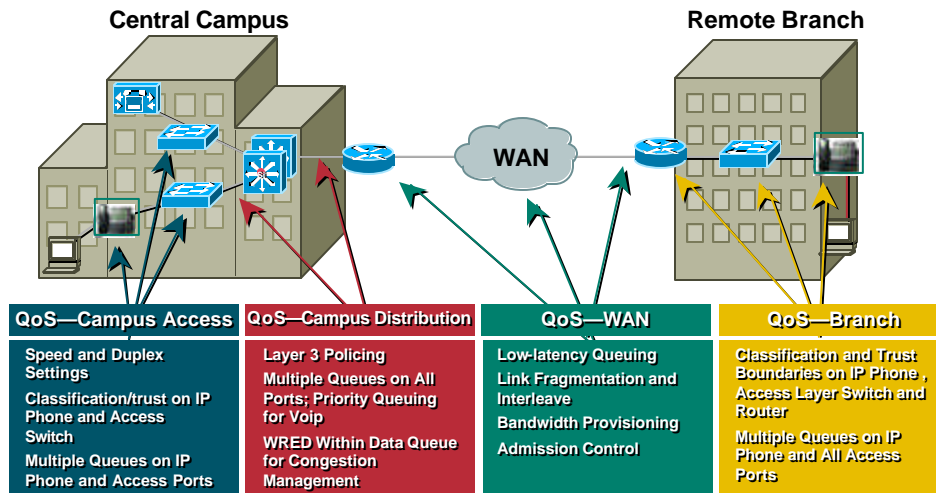 Central Campus
Remote Branch
WAN
QoS—Campus Access
Speed and Duplex
Settings
Classification/trust on IP
Phone and Access
Switch
Multiple Queues on IP
Phone and Access Ports
QoS—Campus Distribution
Layer 3 Policing
Multiple Queues on All
Ports; Priority Queuing
for Voip
WRED Within Data Queue
for Congestion
Management
QoS—WAN
Low-latency Queuing
Link Fragmentation and
Interleave
Bandwidth Provisioning
Admission Control
QoS—Branch
Classification and Trust
Boundaries on IP Phone ,
Access Layer Switch and
Router
Multiple Queues on IP
Phone and All Access
Ports